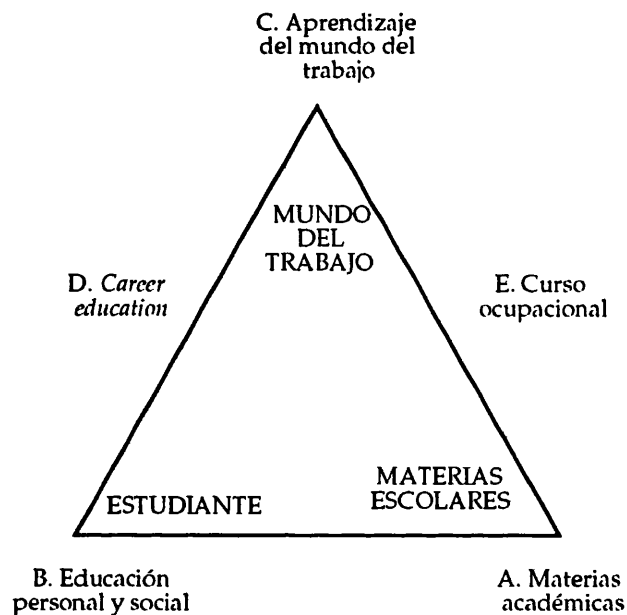 C. Aprendizaje
del mundo del
trabajo
MUNDO
DEL
TRABAJO
D. Career
education
E. Curso
ocupacional
ESTUDIANTE
MATERIAS
ESCOLARES
B. Educación
personal y social
A. Materias
académicas